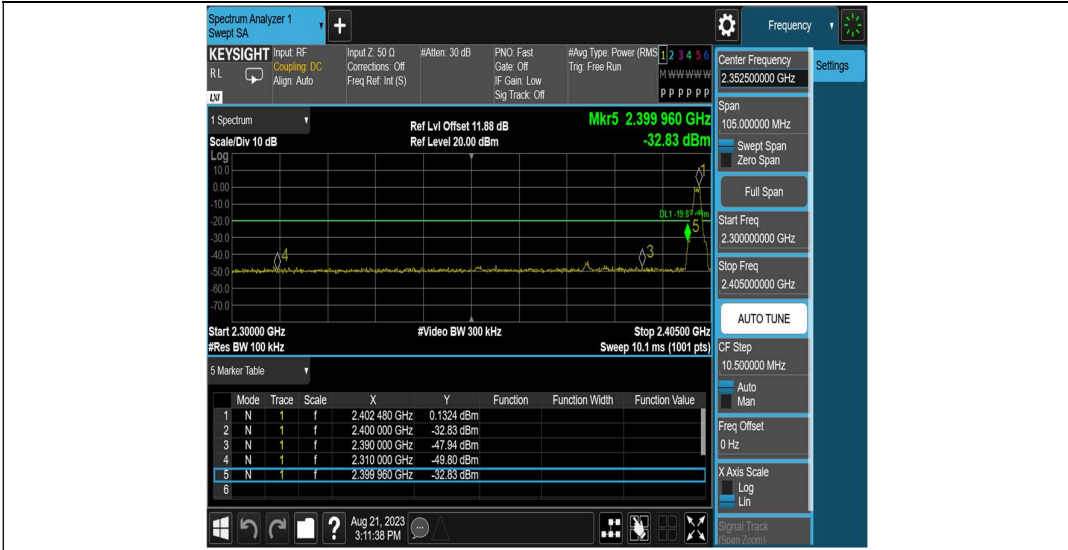 Spectrum Analyzer 1
Swept SA
Frequency
KEYSIGHT
RL
LXI
Input: RF
Coupling: DC
Align: Auto
Input Z: 50 Ω
Corrections: Off
Freq Ref: Int (S)
#Atten: 30 dB
PNO: Fast
Gate: Off
IF Gain: Low
Sig Track: Off
#Avg Type: Power (RMS
Trig: Free Run
1 2 3 4 5 6
M W W W W W
P P P P P P
Center Frequency
2.352500000 GHz
Settings
Span
105.000000 MHz
Swept Span
Zero Span
Full Span
Start Freq
2.300000000 GHz
Stop Freq
2.405000000 GHz
AUTO TUNE
CF Step
10.500000 MHz
Auto
Man
Freq Offset
0 Hz
X Axis Scale
Log
Lin
Signal Track
(Span Zoom)
1 Spectrum
Scale/Div 10 dB
Ref Lvl Offset 11.88 dB
Ref Level 20.00 dBm
Mkr5 2.399 960 GHz
-32.83 dBm
Log
10.0
0.00
-10.0
-20.0
-30.0
-40.0
-50.0
-60.0
-70.0
1
5
3
4
Start 2.30000 GHz
#Res BW 100 kHz
#Video BW 300 kHz
Stop 2.40500 GHz
Sweep 10.1 ms (1001 pts)
5 Marker Table
Mode Trace Scale X Y Function Function Width Function Value
1 N 1 f 2.402 480 GHz 0.1324 dBm
2 N 1 f 2.400 000 GHz -32.83 dBm
3 N 1 f 2.390 000 GHz -47.94 dBm
4 N 1 f 2.310 000 GHz -49.80 dBm
5 N 1 f 2.399 960 GHz -32.83 dBm
6
Aug 21, 2023
3:11:38 PM